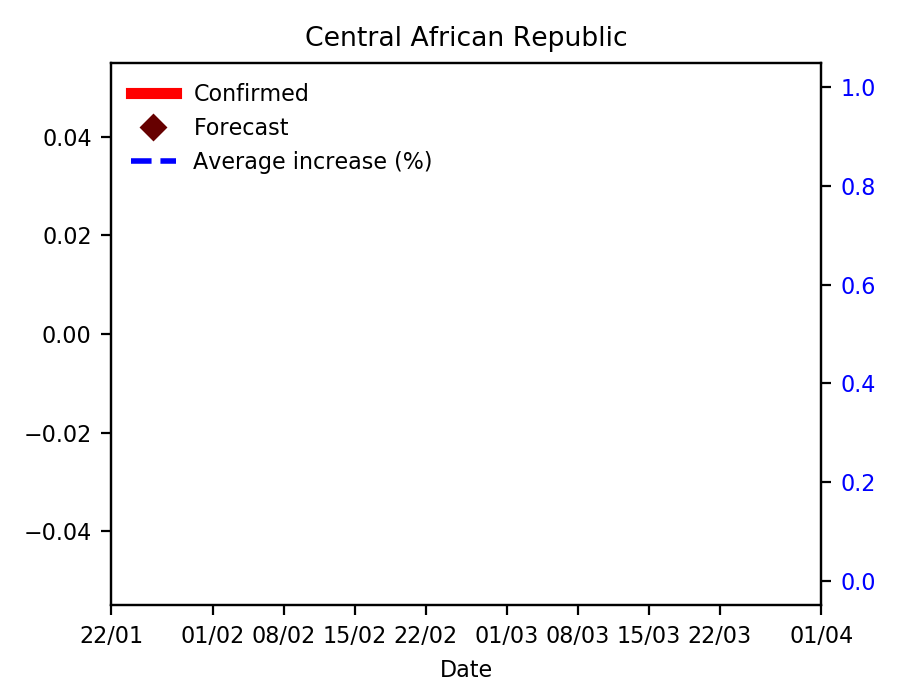 Central African Republic
Confirmed
Forecast
Average increase (%)
0.04
0.02
0.00
−0.02
−0.04
1.0
0.8
0.6
0.4
0.2
0.0
22/01 01/02 08/02 15/02 22/02 01/03 08/03 15/03 22/03 01/04
Date